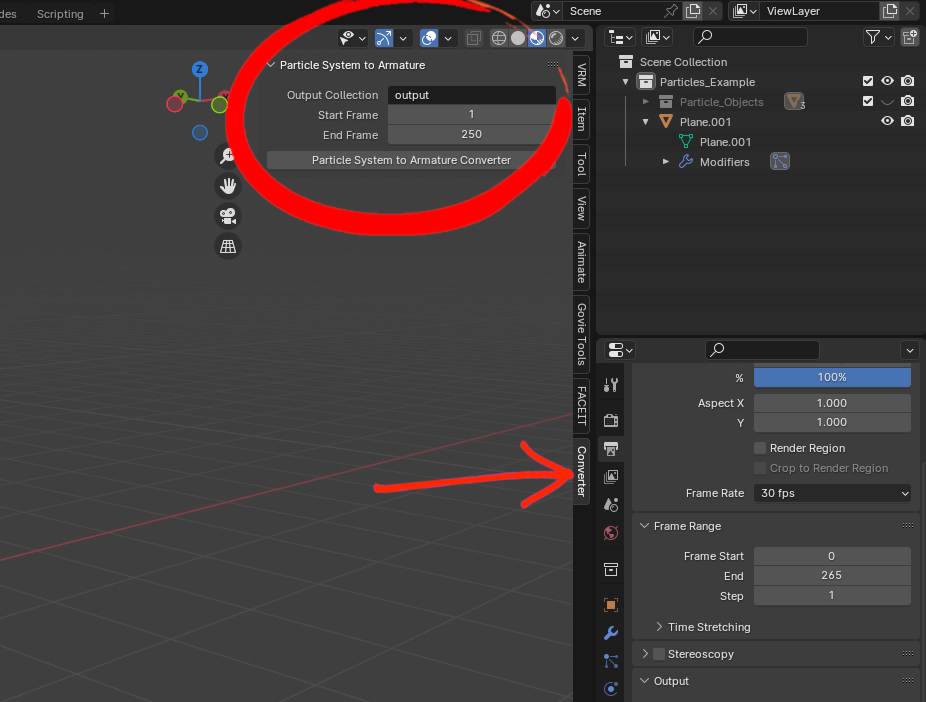 Scripting +
Scene
ViewLayer
Z
Y
Particle System to Armature
Output Collection output
Start Frame 1
End Frame 250
Particle System to Armature Converter
VRM
Item
Tool
View
Animate
Govie Tools
FACEIT
Converter
Scene Collection
Particles_Example
Particle_Objects 3
Plane.001
Plane.001
Modifiers
% 100%
Aspect X 1.000
Y 1.000
Render Region
Crop to Render Region
Frame Rate 30 fps
Frame Range
Frame Start 0
End 265
Step 1
Time Stretching
Stereoscopy
Output